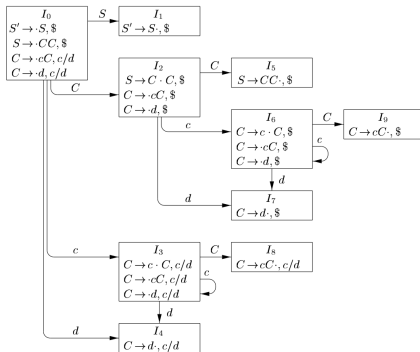 I₀
S′ → ·S, $
S → ·CC, $
C → ·cC, c/d
C → ·d, c/d
S
I₁
S′ → S·, $
C
I₂
S → C · C, $
C → ·cC, $
C → ·d, $
C
I₅
S → CC·, $
c
I₆
C → c · C, $
C → ·cC, $
C → ·d, $
C
I₉
C → cC·, $
c
d
d
I₇
C → d·, $
c
I₃
C → c · C, c/d
C → ·cC, c/d
C → ·d, c/d
C
I₈
C → cC·, c/d
c
d
d
I₄
C → d·, c/d